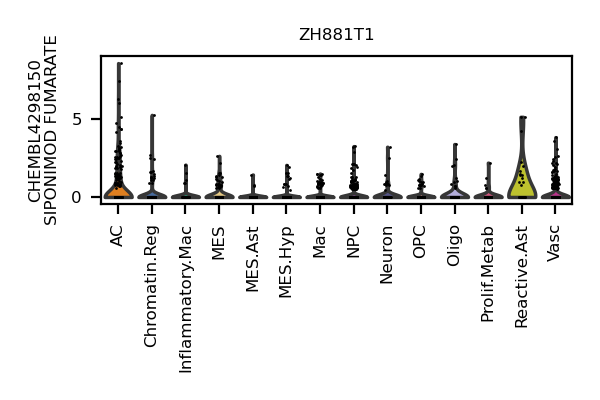 ZH881T1
CHEMBL4298150
SIPONIMOD FUMARATE
5
0
AC
Chromatin.Reg
Inflammatory.Mac
MES
MES.Ast
MES.Hyp
Mac
NPC
Neuron
OPC
Oligo
Prolif.Metab
Reactive.Ast
Vasc